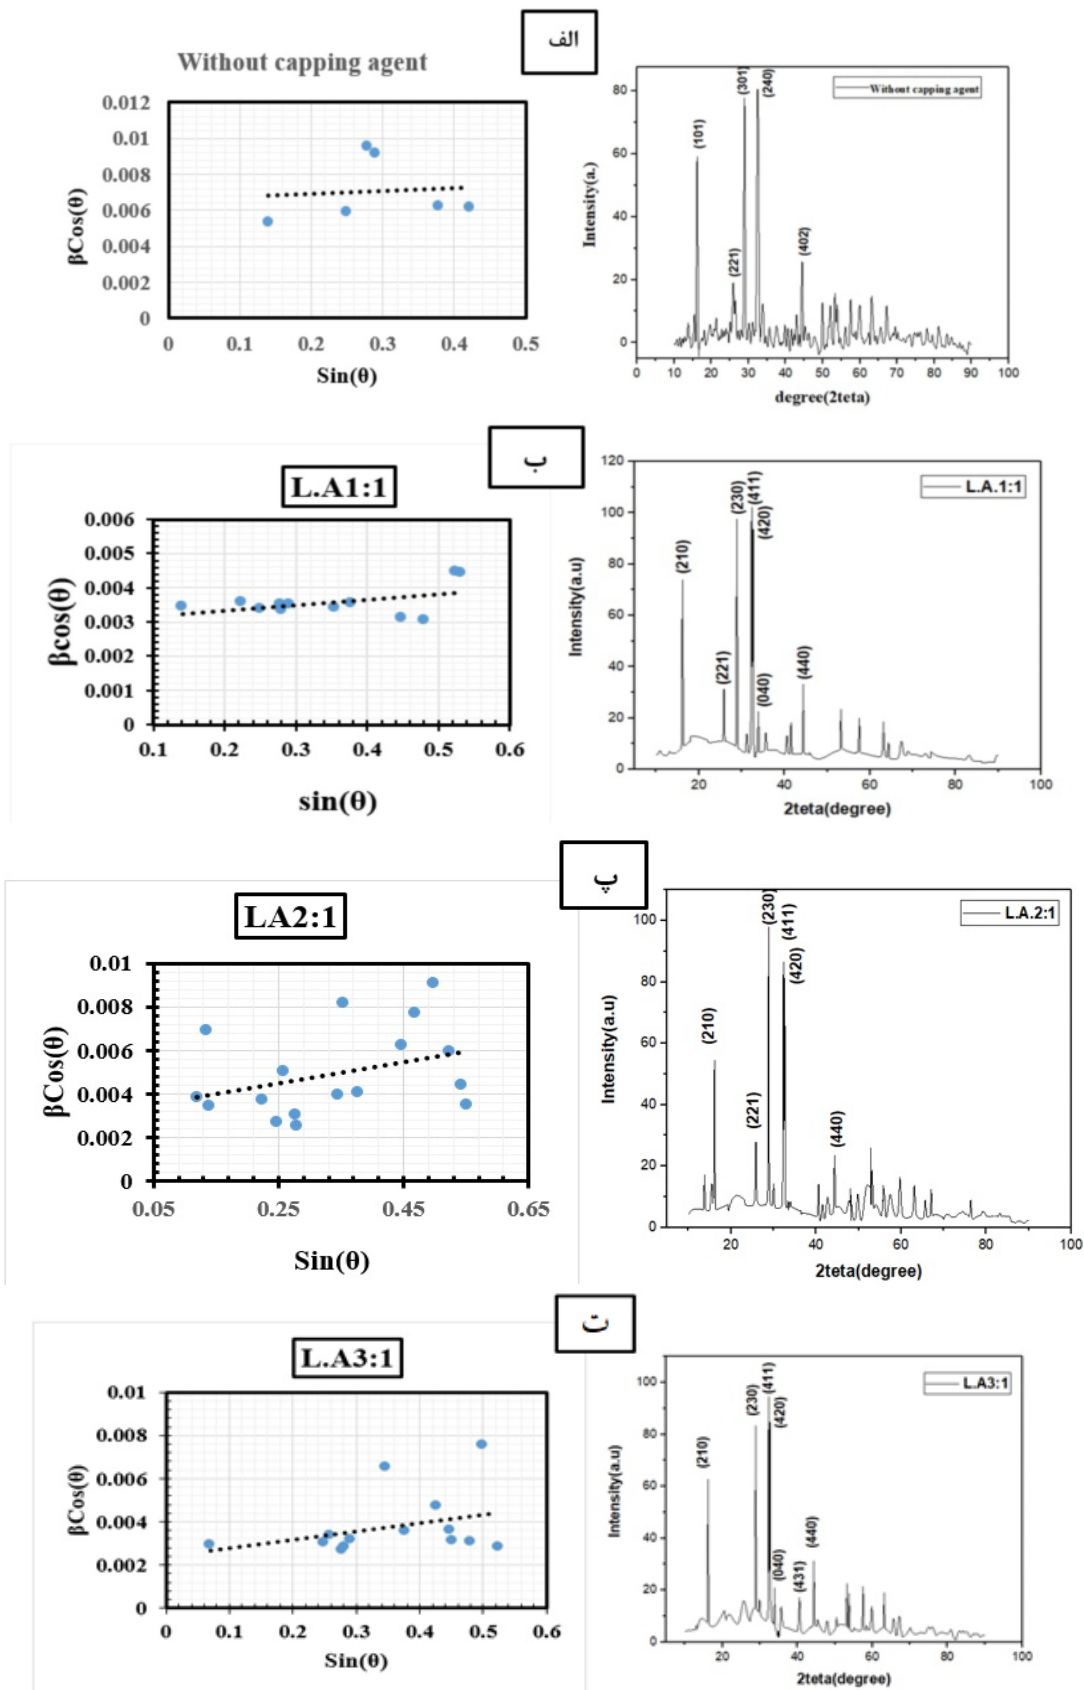 الف
Without capping agent
0.012
0.01
0.008
0.006
0.004
0.002
0
0 0.1 0.2 0.3 0.4 0.5
βCos(θ)
Sin(θ)
Without capping agent
(101)
(221)
(301)
(240)
(402)
80
60
40
20
0
0 10 20 30 40 50 60 70 80 90 100
Intensity(a.)
degree(2teta)
ب
L.A1:1
0.006
0.005
0.004
0.003
0.002
0.001
0
0.1 0.2 0.3 0.4 0.5 0.6
βcos(θ)
sin(θ)
L.A.1:1
(210)
(221)
(230)
(411)
(420)
(040)
(440)
120
100
80
60
40
20
0
20 40 60 80 100
Intensity(a.u)
2teta(degree)
پ
LA2:1
0.01
0.008
0.006
0.004
0.002
0
0.05 0.25 0.45 0.65
βCos(θ)
Sin(θ)
L.A.2:1
(210)
(221)
(230)
(411)
(420)
(440)
100
80
60
40
20
0
20 40 60 80 100
Intensity(a.u)
2teta(degree)
ت
L.A3:1
0.01
0.008
0.006
0.004
0.002
0
0 0.1 0.2 0.3 0.4 0.5 0.6
βCos(θ)
Sin(θ)
L.A3:1
(210)
(230)
(411)
(420)
(040)
(431)
(440)
100
80
60
40
20
0
20 40 60 80 100
Intensity(a.u)
2teta(degree)